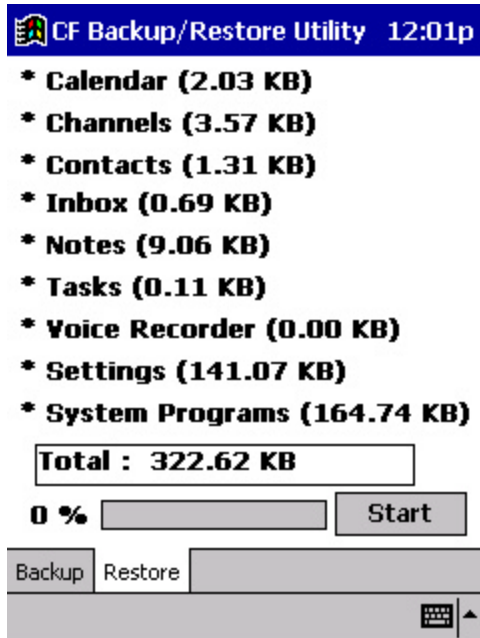 CF Backup/Restore Utility 12:01p
* Calendar (2.03 KB)
* Channels (3.57 KB)
* Contacts (1.31 KB)
* Inbox (0.69 KB)
* Notes (9.06 KB)
* Tasks (0.11 KB)
* Voice Recorder (0.00 KB)
* Settings (141.07 KB)
* System Programs (164.74 KB)
Total : 322.62 KB
0 % Start
Backup Restore